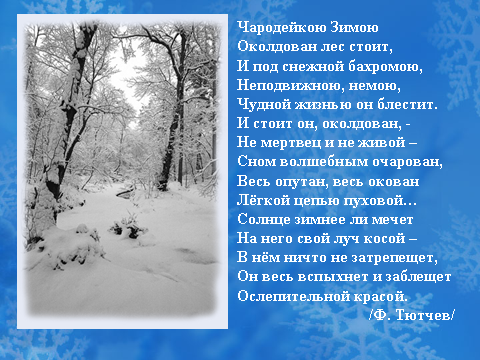 Чародейкою Зимою
Околдован лес стоит,
И под снежной бахромою,
Неподвижною, немою,
Чудной жизнью он блестит.
И стоит он, околдован, -
Не мертвец и не живой –
Сном волшебным очарован,
Весь опутан, весь окован
Лёгкой цепью пуховой…
Солнце зимнее ли мечет
На него свой луч косой –
В нём ничто не затрепещет,
Он весь вспыхнет и заблещет
Ослепительной красой.
/Ф. Тютчев/